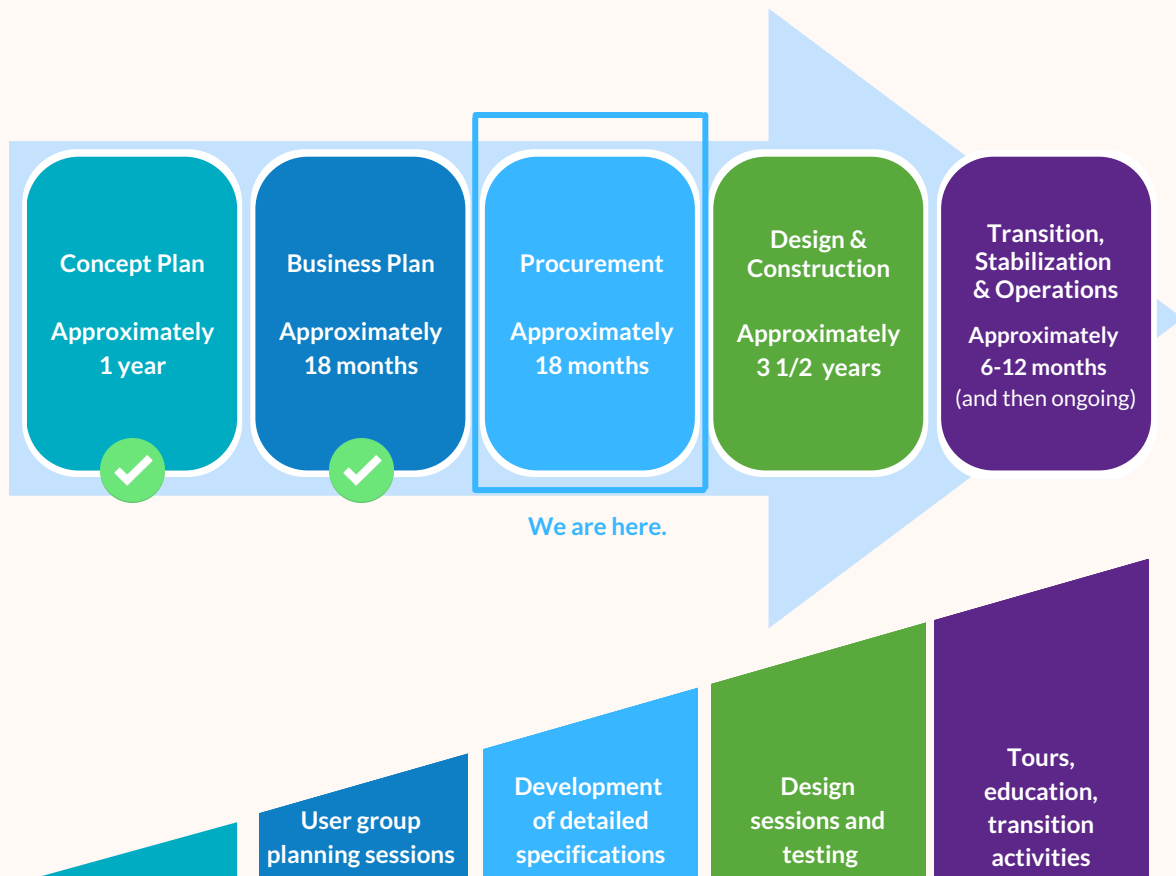 Concept Plan
Approximately
1 year
Business Plan
Approximately
18 months
Procurement
Approximately
18 months
Design &
Construction
Approximately
3 1/2 years
Transition,
Stabilization
& Operations
Approximately
6-12 months
(and then ongoing)
We are here.
User group
planning sessions
Development
of detailed
specifications
Design
sessions and
testing
Tours,
education,
transition
activities